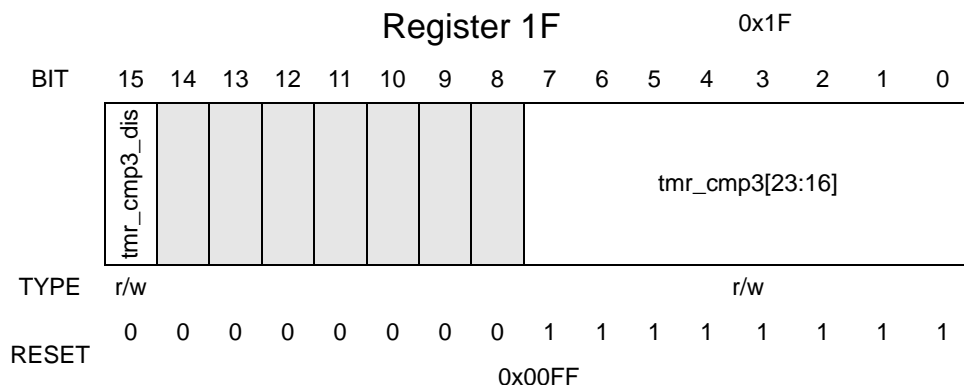 Register 1F 0x1F
BIT 15 14 13 12 11 10 9 8 7 6 5 4 3 2 1 0
tmr_cmp3_dis
tmr_cmp3[23:16]
TYPE r/w r/w
RESET 0 0 0 0 0 0 0 0 1 1 1 1 1 1 1 1
0x00FF